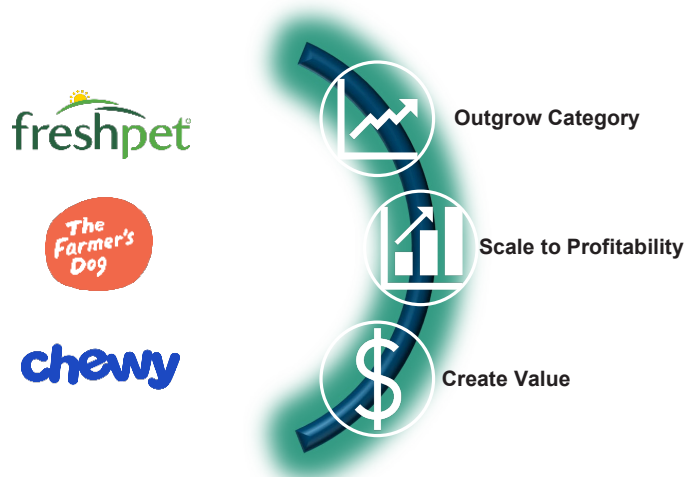 freshpet
Outgrow Category
The
Farmer's
Dog
Scale to Profitability
chewy
Create Value
$